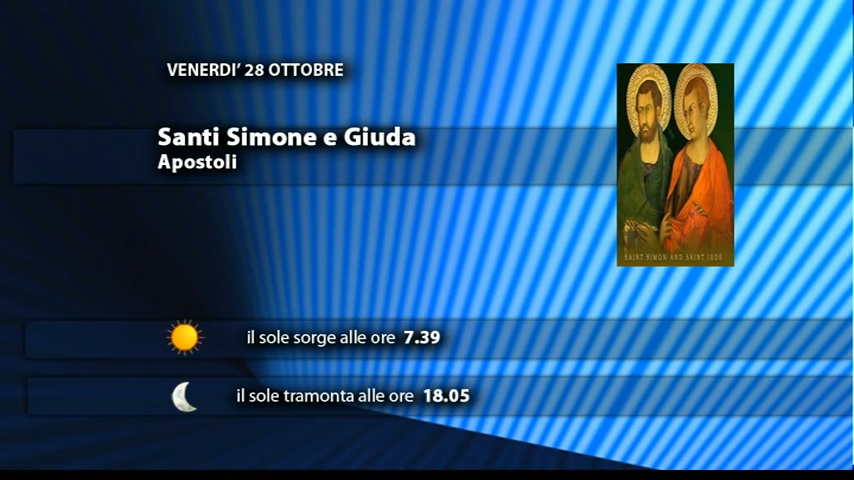 VENERDI’ 28 OTTOBRE
Santi Simone e Giuda
Apostoli
SAINT SIMON AND SAINT JUDE
il sole sorge alle ore 7.39
il sole tramonta alle ore 18.05